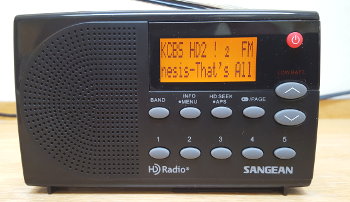 KCBS HD2 ! 2 FM
nesis-That's All
LOW BATT
BAND
INFO
•MENU
HD SEEK
•APS
/PAGE
1 2 3 4 5
HD Radio®
SANGEAN